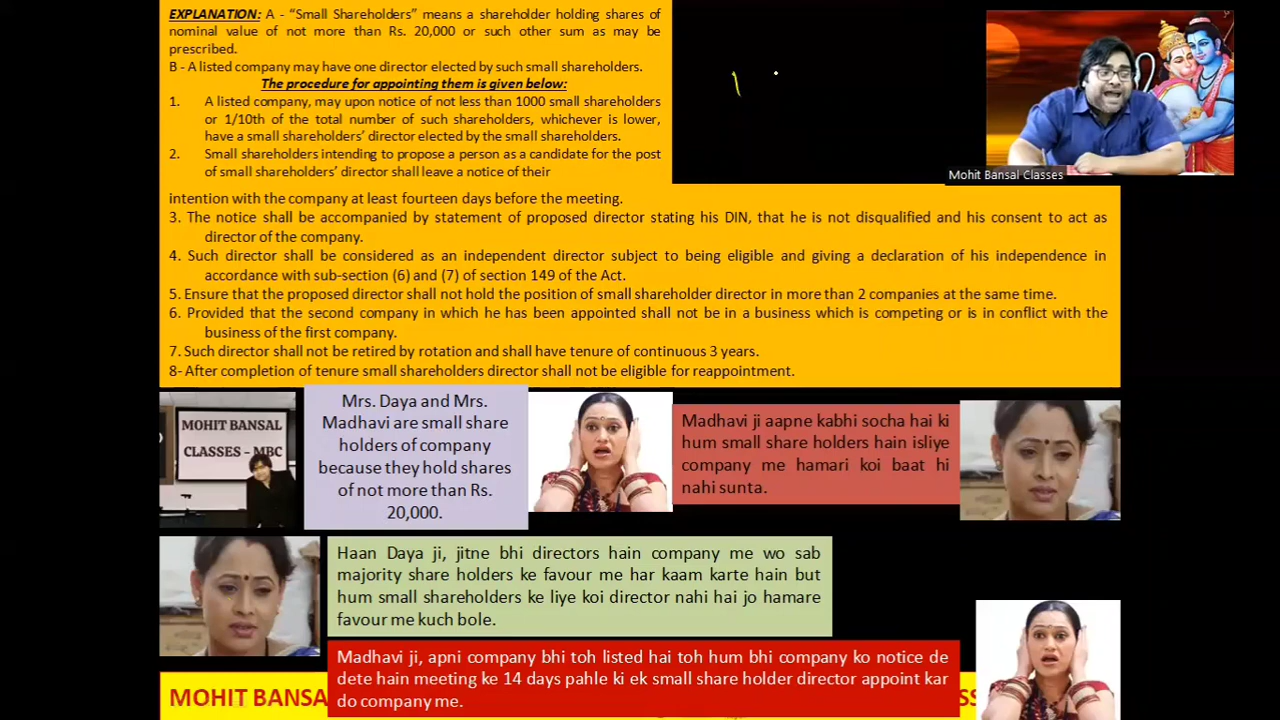 EXPLANATION: A - “Small Shareholders” means a shareholder holding shares of
nominal value of not more than Rs. 20,000 or such other sum as may be
prescribed.
B - A listed company may have one director elected by such small shareholders.
The procedure for appointing them is given below:
1. A listed company, may upon notice of not less than 1000 small shareholders
or 1/10th of the total number of such shareholders, whichever is lower,
have a small shareholders’ director elected by the small shareholders.
2. Small shareholders intending to propose a person as a candidate for the post
of small shareholders’ director shall leave a notice of their
intention with the company at least fourteen days before the meeting.
3. The notice shall be accompanied by statement of proposed director stating his DIN, that he is not disqualified and his consent to act as
director of the company.
4. Such director shall be considered as an independent director subject to being eligible and giving a declaration of his independence in
accordance with sub-section (6) and (7) of section 149 of the Act.
5. Ensure that the proposed director shall not hold the position of small shareholder director in more than 2 companies at the same time.
6. Provided that the second company in which he has been appointed shall not be in a business which is competing or is in conflict with the
business of the first company.
7. Such director shall not be retired by rotation and shall have tenure of continuous 3 years.
8- After completion of tenure small shareholders director shall not be eligible for reappointment.
Mohit Bansal Classes
MOHIT BANSAL
CLASSES - MBC
Mrs. Daya and Mrs.
Madhavi are small share
holders of company
because they hold shares
of not more than Rs.
20,000.
Madhavi ji aapne kabhi socha hai ki
hum small share holders hain isliye
company me hamari koi baat hi
nahi sunta.
Haan Daya ji, jitne bhi directors hain company me wo sab
majority share holders ke favour me har kaam karte hain but
hum small shareholders ke liye koi director nahi hai jo hamare
favour me kuch bole.
Madhavi ji, apni company bhi toh listed hai toh hum bhi company ko notice de
dete hain meeting ke 14 days pahle ki ek small share holder director appoint kar
do company me.
MOHIT BANSA